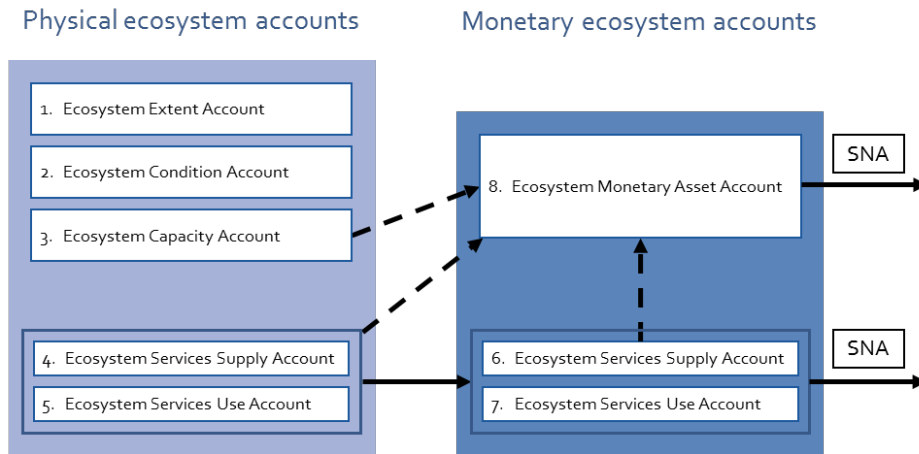 Physical ecosystem accounts
Monetary ecosystem accounts
1. Ecosystem Extent Account
2. Ecosystem Condition Account
3. Ecosystem Capacity Account
4. Ecosystem Services Supply Account
5. Ecosystem Services Use Account
8. Ecosystem Monetary Asset Account
SNA
6. Ecosystem Services Supply Account
7. Ecosystem Services Use Account
SNA